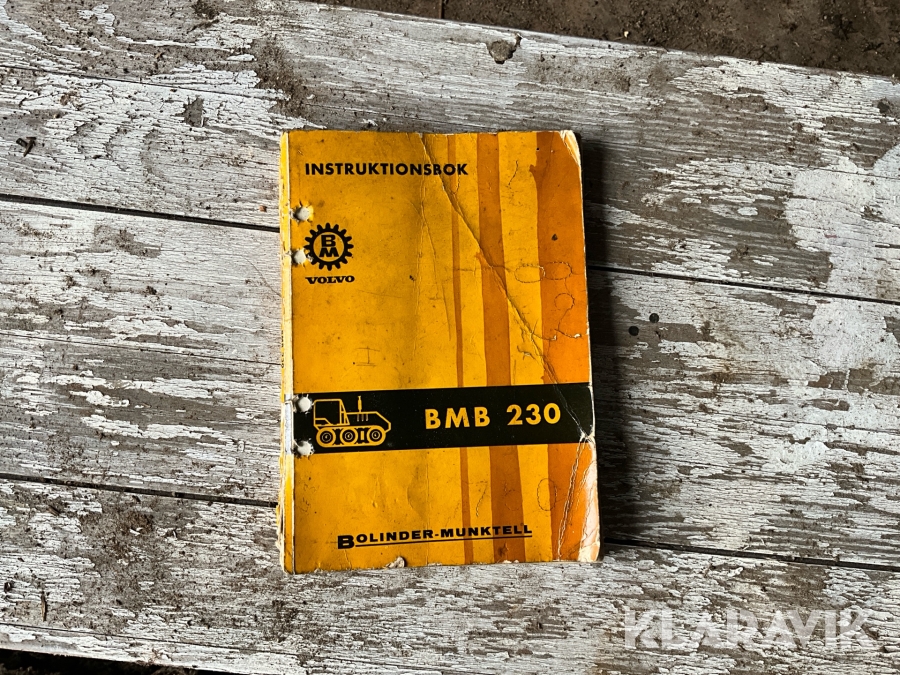 INSTRUKTIONSBOK
BM
VOLVO
BMB 230
BOLINDER-MUNKTELL
KLARAVIK